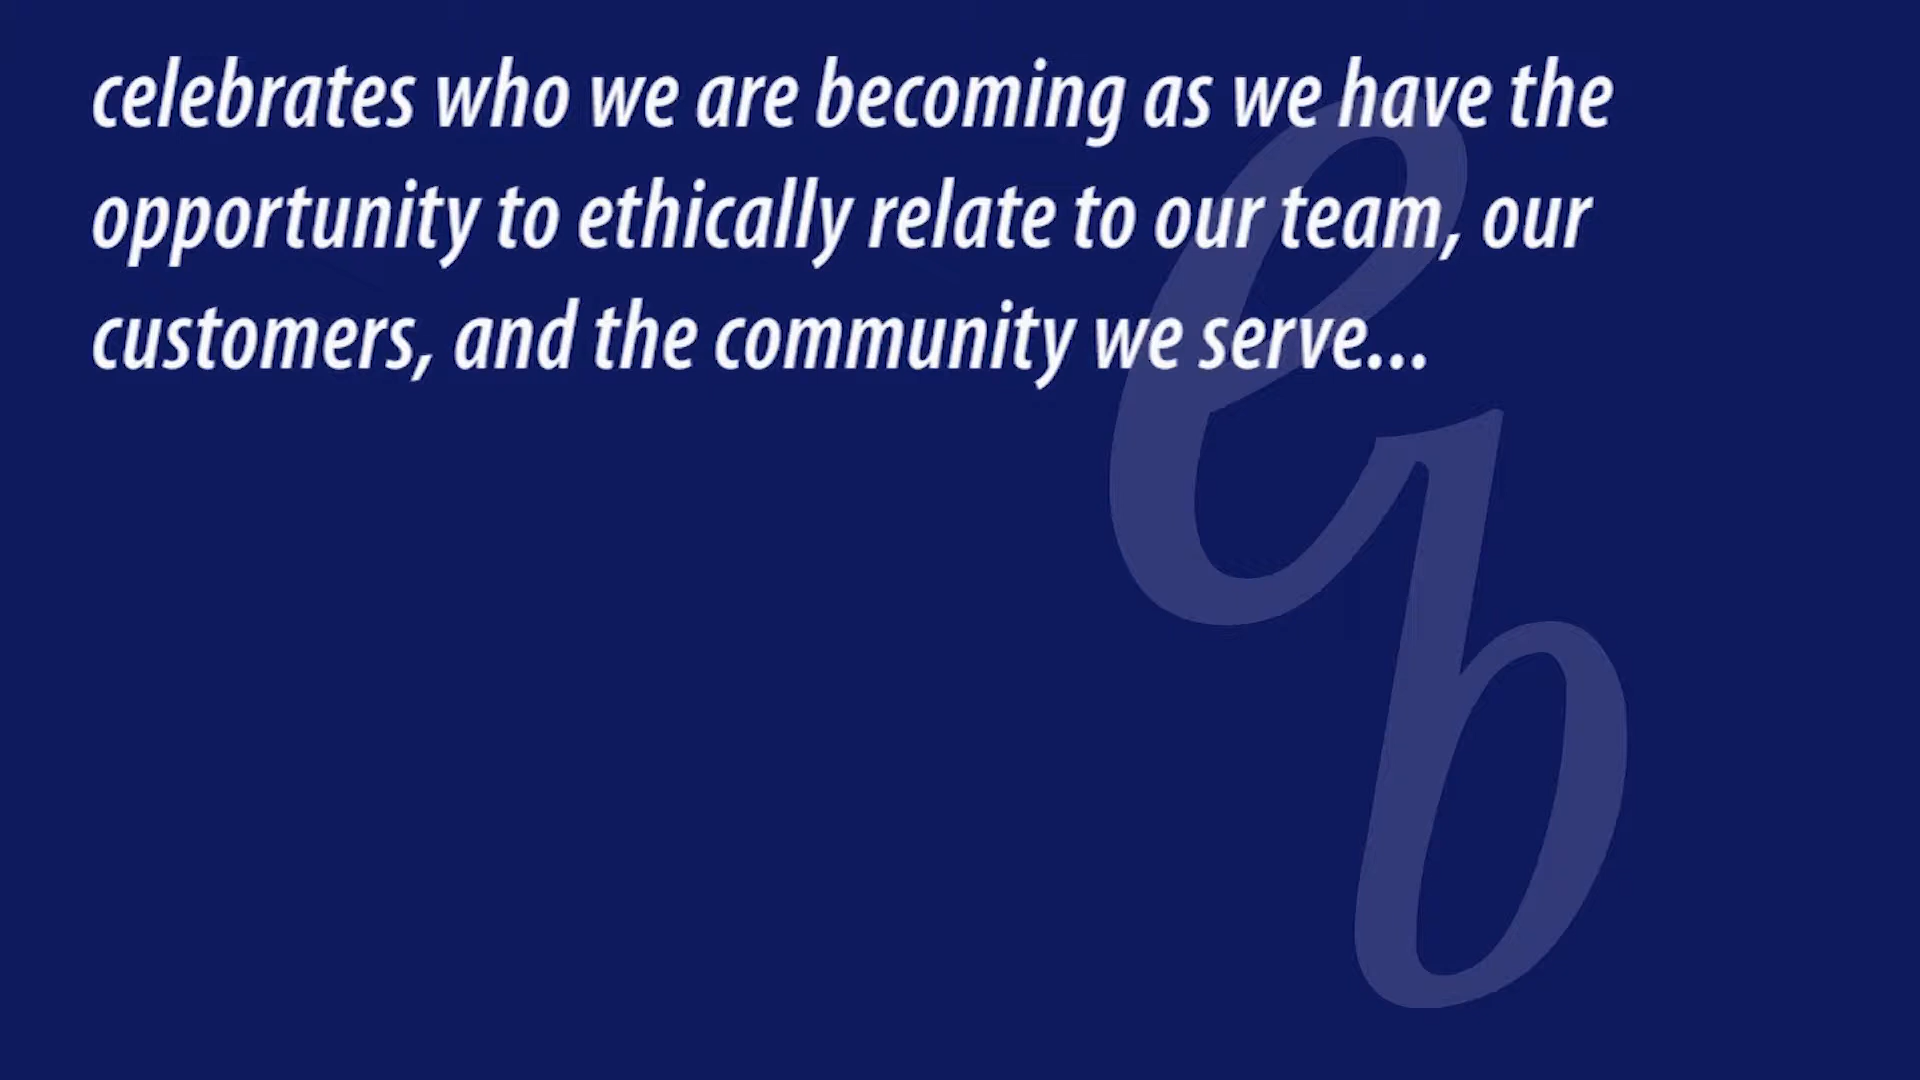 celebrates who we are becoming as we have the
opportunity to ethically relate to our team, our
customers, and the community we serve...
eb